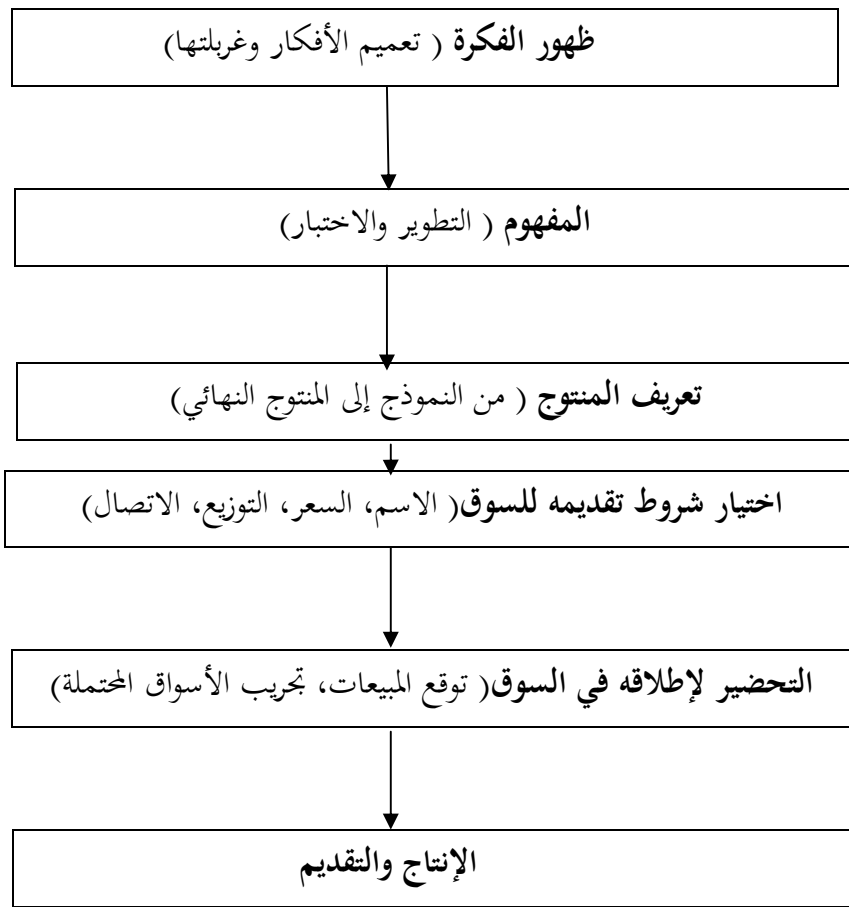 ظهور الفكرة ( تعميم الأفكار وغربلتها)
المفهوم ( التطوير والاختبار)
تعريف المنتوج ( من النموذج إلى المنتوج النهائي)
اختيار شروط تقديمه للسوق( الاسم، السعر، التوزيع، الاتصال)
التحضير لإطلاقه في السوق( توقع المبيعات، تجريب الأسواق المحتملة)
الإنتاج والتقديم